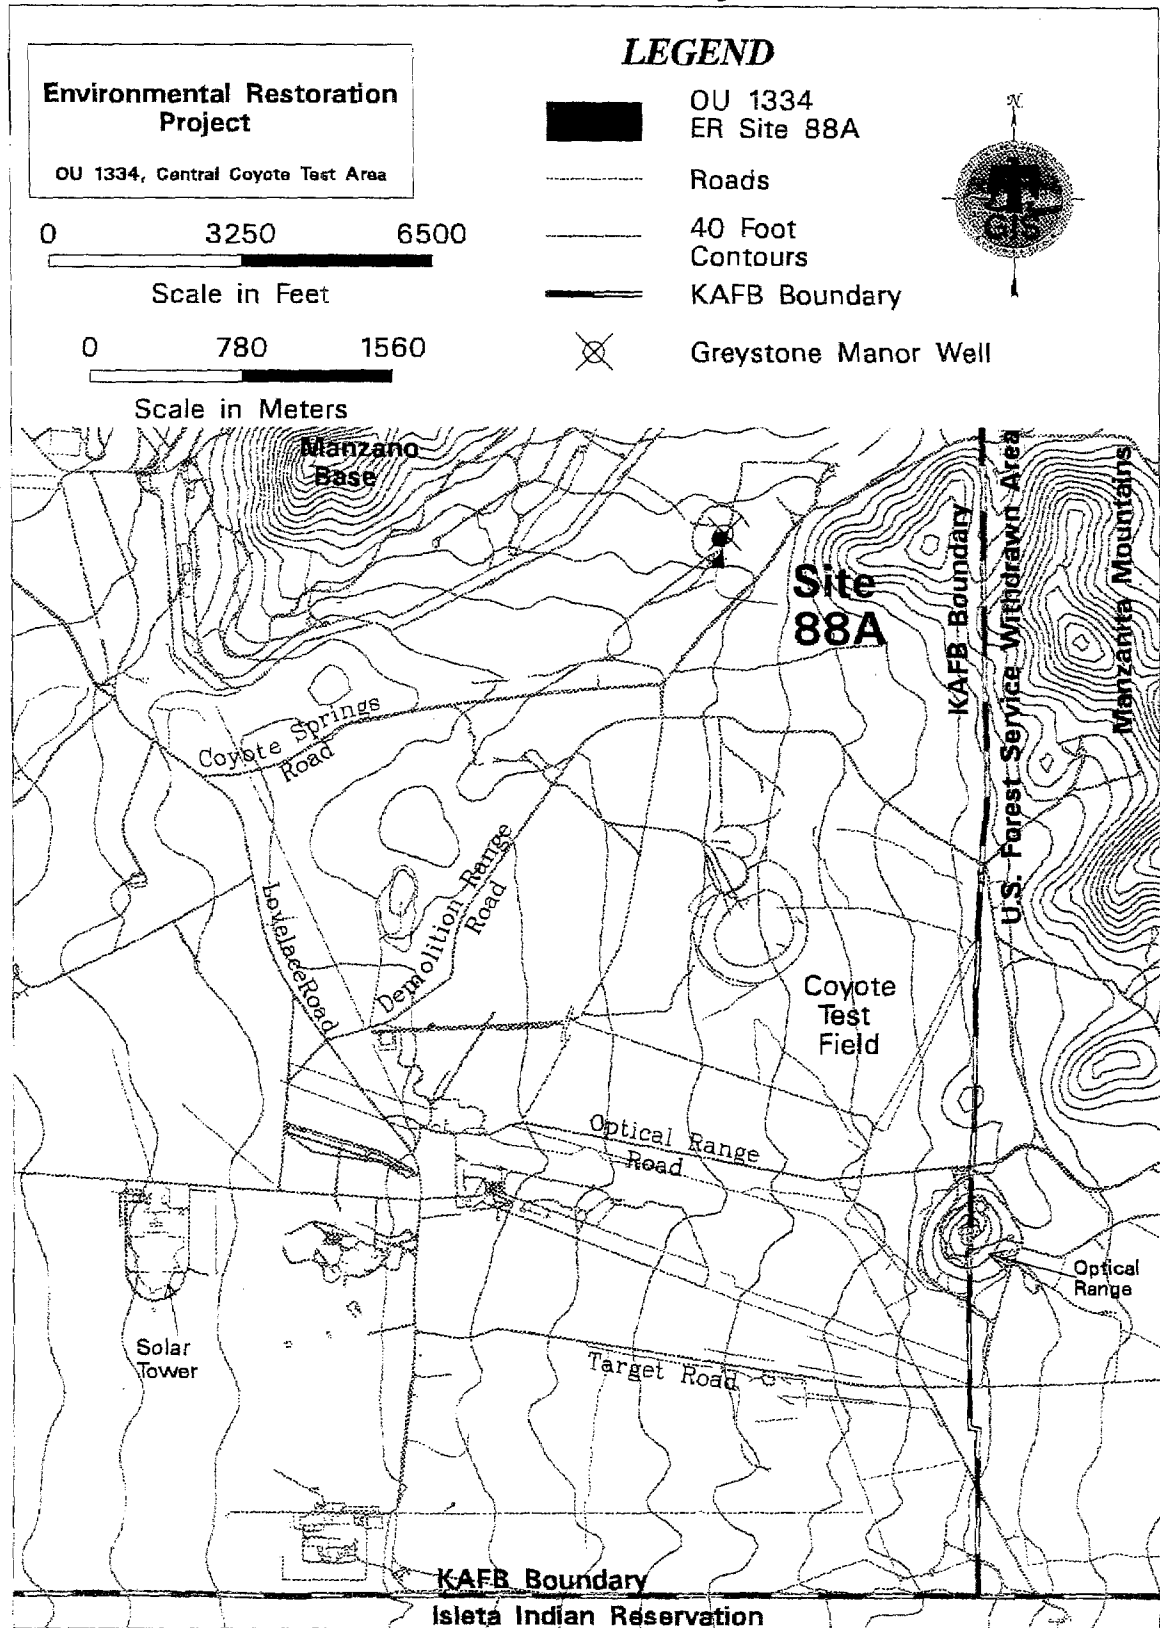 LEGEND
Environmental Restoration
Project
OU 1334, Central Coyote Test Area
OU 1334
ER Site 88A
Roads
40 Foot
Contours
KAFB Boundary
Greystone Manor Well
N
GIS
0 3250 6500
Scale in Feet
0 780 1560
Scale in Meters
Manzano
Base
Site
88A
KAFB Boundary
U.S. Forest Service Withdrawn Area
Manzanita Mountains
Coyote Springs
Road
Demolition Range
Road
Lovelace Road
Coyote
Test
Field
Optical Range
Road
Optical
Range
Solar
Tower
Target Road
KAFB Boundary
Isleta Indian Reservation